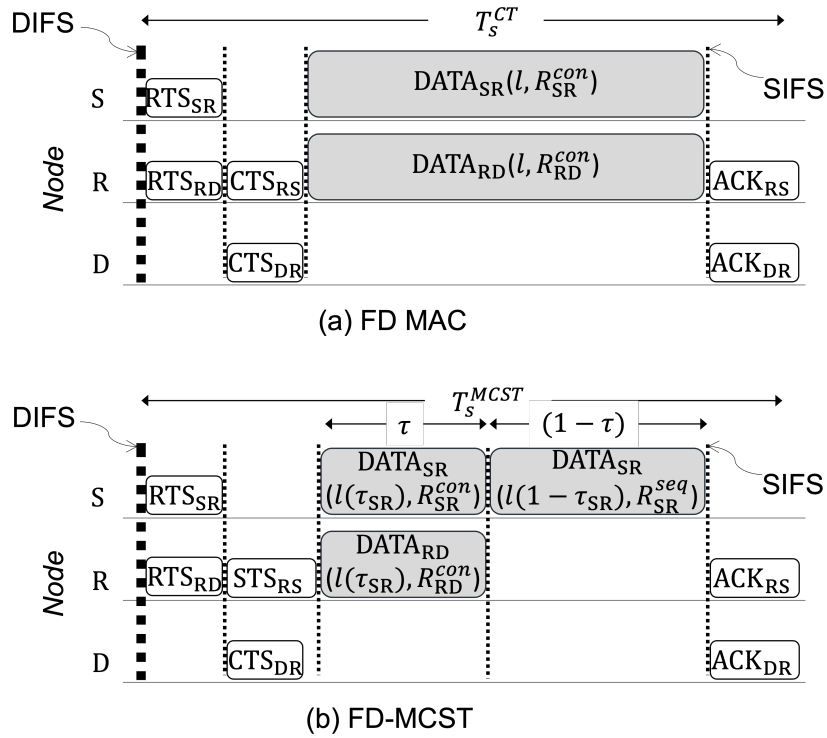 DIFS
T_s^{CT}
SIFS
S
RTS_SR
DATA_SR(l, R_SR^{con})
Node
R
RTS_RD
CTS_RS
DATA_RD(l, R_RD^{con})
ACK_RS
D
CTS_DR
ACK_DR
(a) FD MAC
DIFS
T_s^{MCST}
τ
(1 − τ)
SIFS
S
RTS_SR
DATA_SR
(l(τ_SR), R_SR^{con})
DATA_SR
(l(1 − τ_SR), R_SR^{seq})
Node
R
RTS_RD
STS_RS
DATA_RD
(l(τ_SR), R_RD^{con})
ACK_RS
D
CTS_DR
ACK_DR
(b) FD-MCST